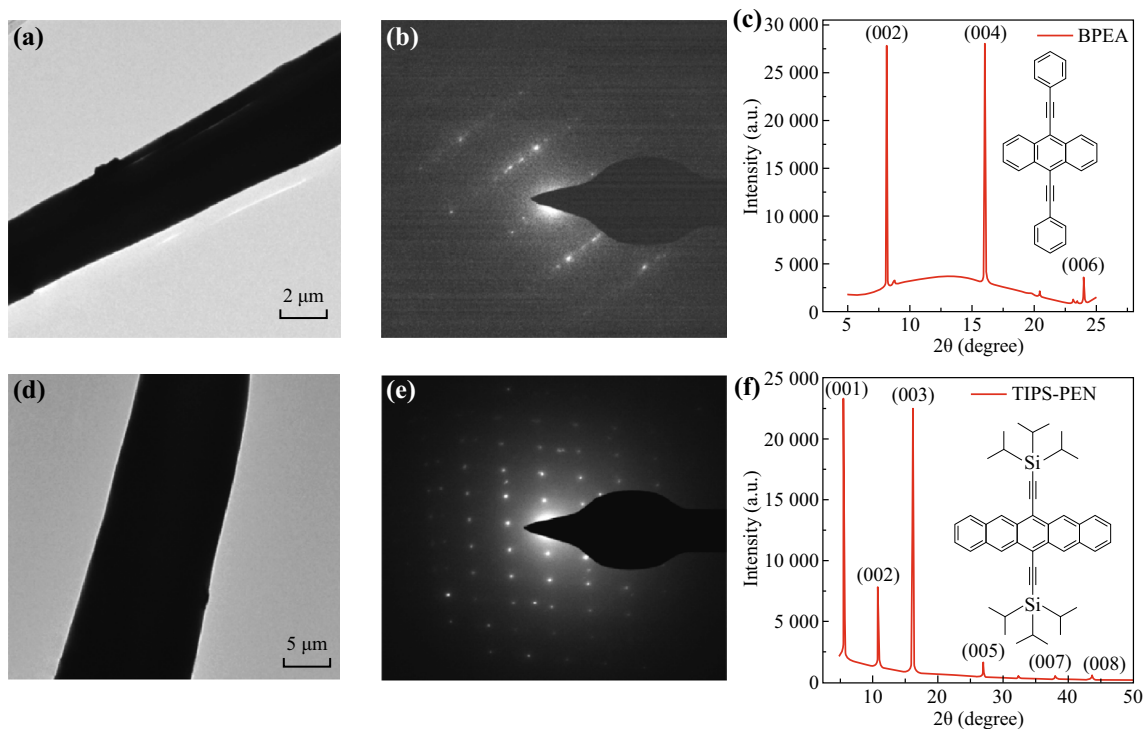 (a)
2 μm
(b)
(c)
30 000
25 000
20 000
15 000
10 000
5 000
0
Intensity (a.u.)
(002)
(004)
(006)
BPEA
5
10
15
20
25
2θ (degree)
(d)
5 μm
(e)
(f)
25 000
20 000
15 000
10 000
5 000
0
Intensity (a.u.)
(001)
(002)
(003)
(005)
(007)
(008)
TIPS-PEN
Si
Si
10
20
30
40
50
2θ (degree)